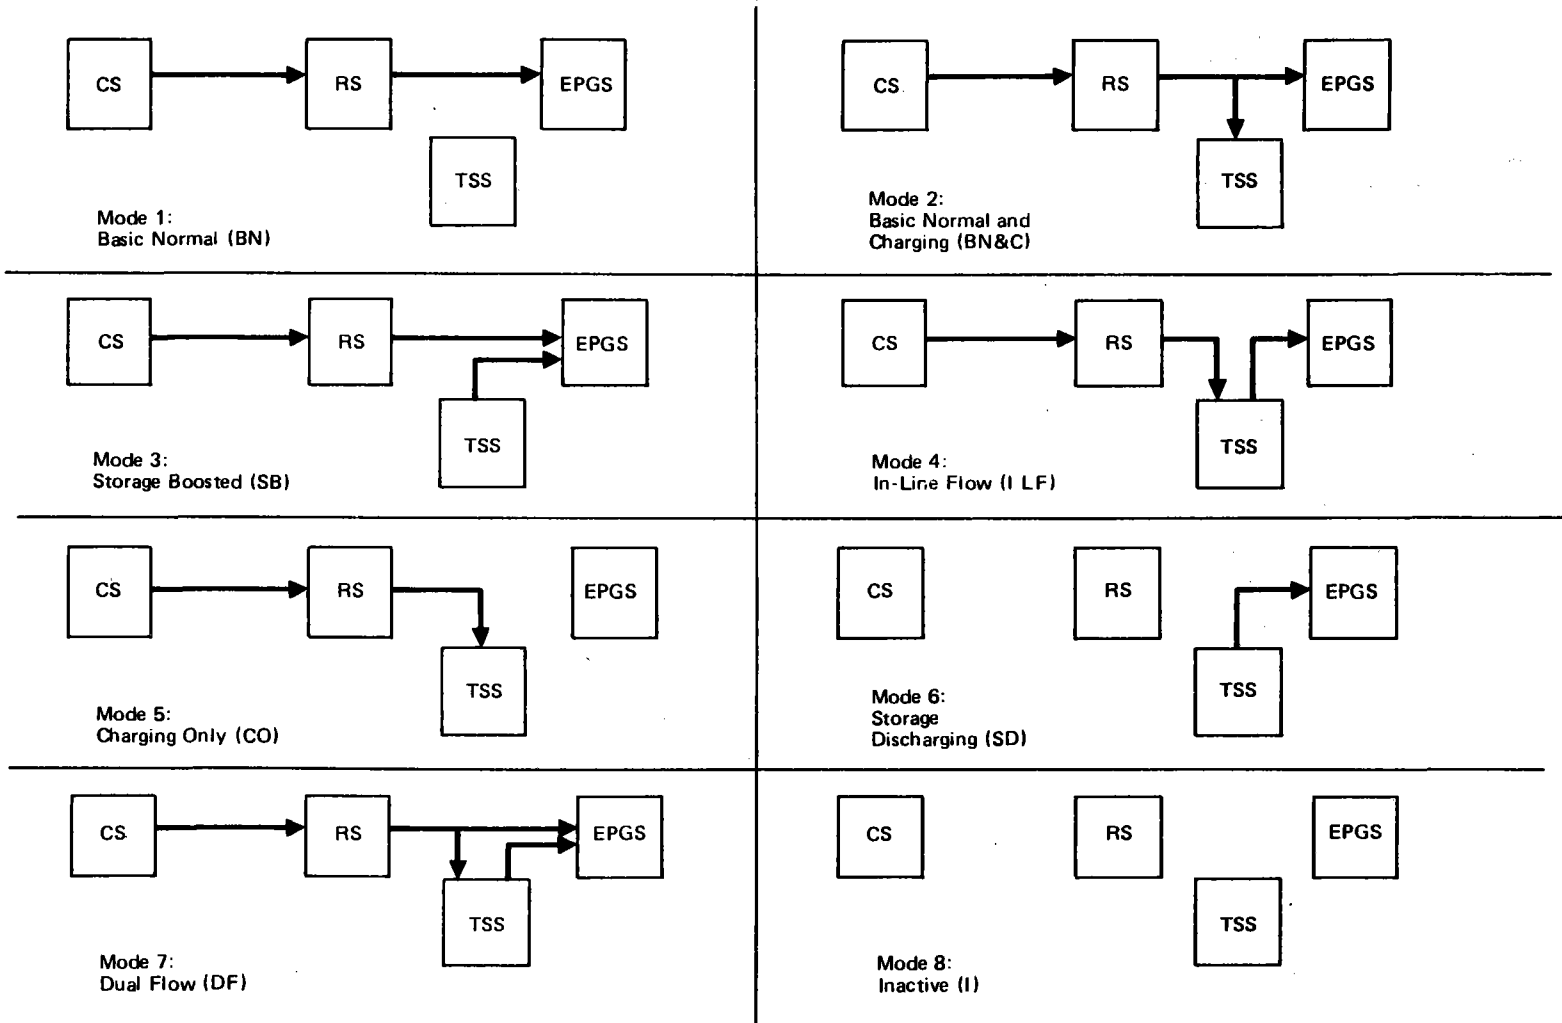 CS
RS
EPGS
TSS
Mode 1:
Basic Normal (BN)
CS
RS
EPGS
TSS
Mode 2:
Basic Normal and
Charging (BN&C)
CS
RS
EPGS
TSS
Mode 3:
Storage Boosted (SB)
CS
RS
EPGS
TSS
Mode 4:
In-Line Flow (I LF)
CS
RS
EPGS
TSS
Mode 5:
Charging Only (CO)
CS
RS
EPGS
TSS
Mode 6:
Storage
Discharging (SD)
CS
RS
EPGS
TSS
Mode 7:
Dual Flow (DF)
CS
RS
EPGS
TSS
Mode 8:
Inactive (I)